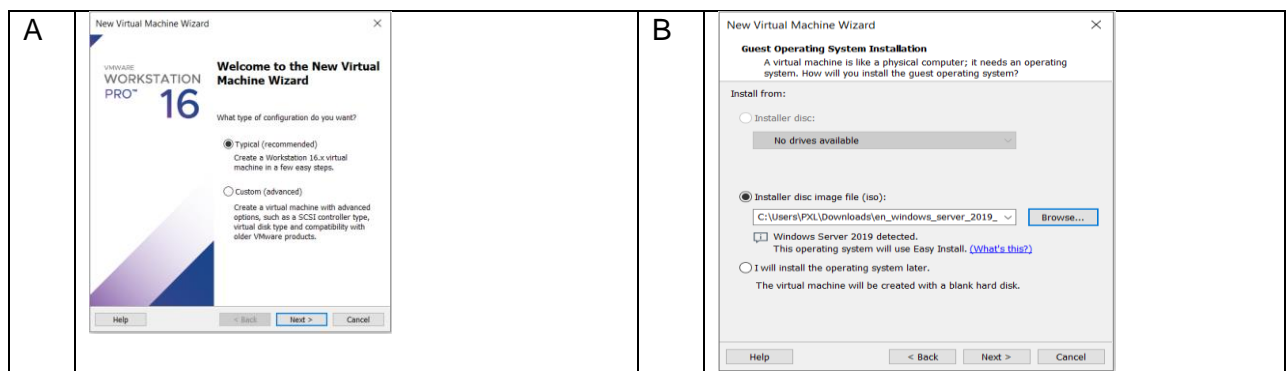 A
New Virtual Machine Wizard
VMWARE
WORKSTATION
PRO™ 16
Welcome to the New Virtual
Machine Wizard
What type of configuration do you want?
Typical (recommended)
Create a Workstation 16.x virtual
machine in a few easy steps.
Custom (advanced)
Create a virtual machine with advanced
options, such as a SCSI controller type,
virtual disk type and compatibility with
older VMware products.
Help
< Back
Next >
Cancel
B
New Virtual Machine Wizard
Guest Operating System Installation
A virtual machine is like a physical computer; it needs an operating
system. How will you install the guest operating system?
Install from:
Installer disc:
No drives available
Installer disc image file (iso):
C:\Users\PXL\Downloads\en_windows_server_2019_
Browse...
Windows Server 2019 detected.
This operating system will use Easy Install. (What's this?)
I will install the operating system later.
The virtual machine will be created with a blank hard disk.
Help
< Back
Next >
Cancel